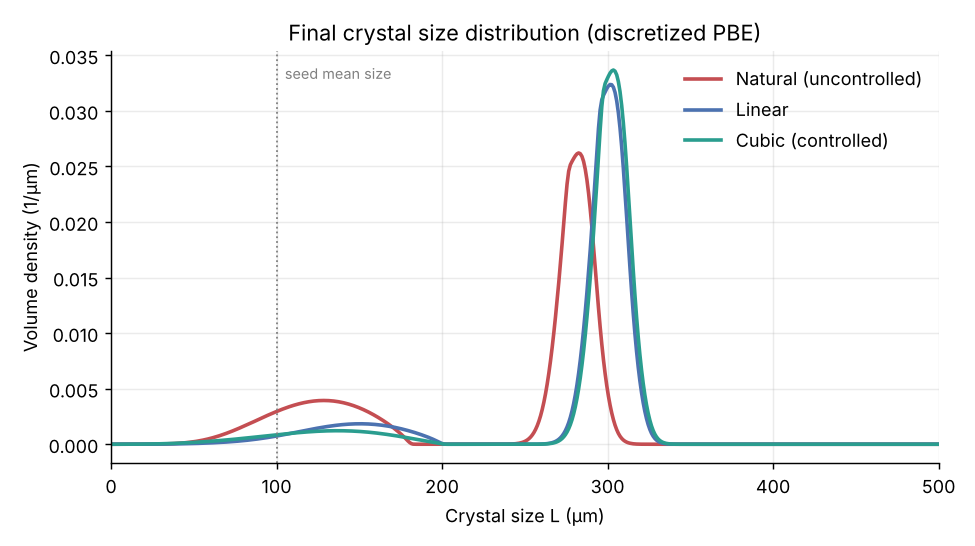 Final crystal size distribution (discretized PBE)
seed mean size
Natural (uncontrolled)
Linear
Cubic (controlled)
Volume density (1/µm)
0.035
0.030
0.025
0.020
0.015
0.010
0.005
0.000
0 100 200 300 400 500
Crystal size L (µm)